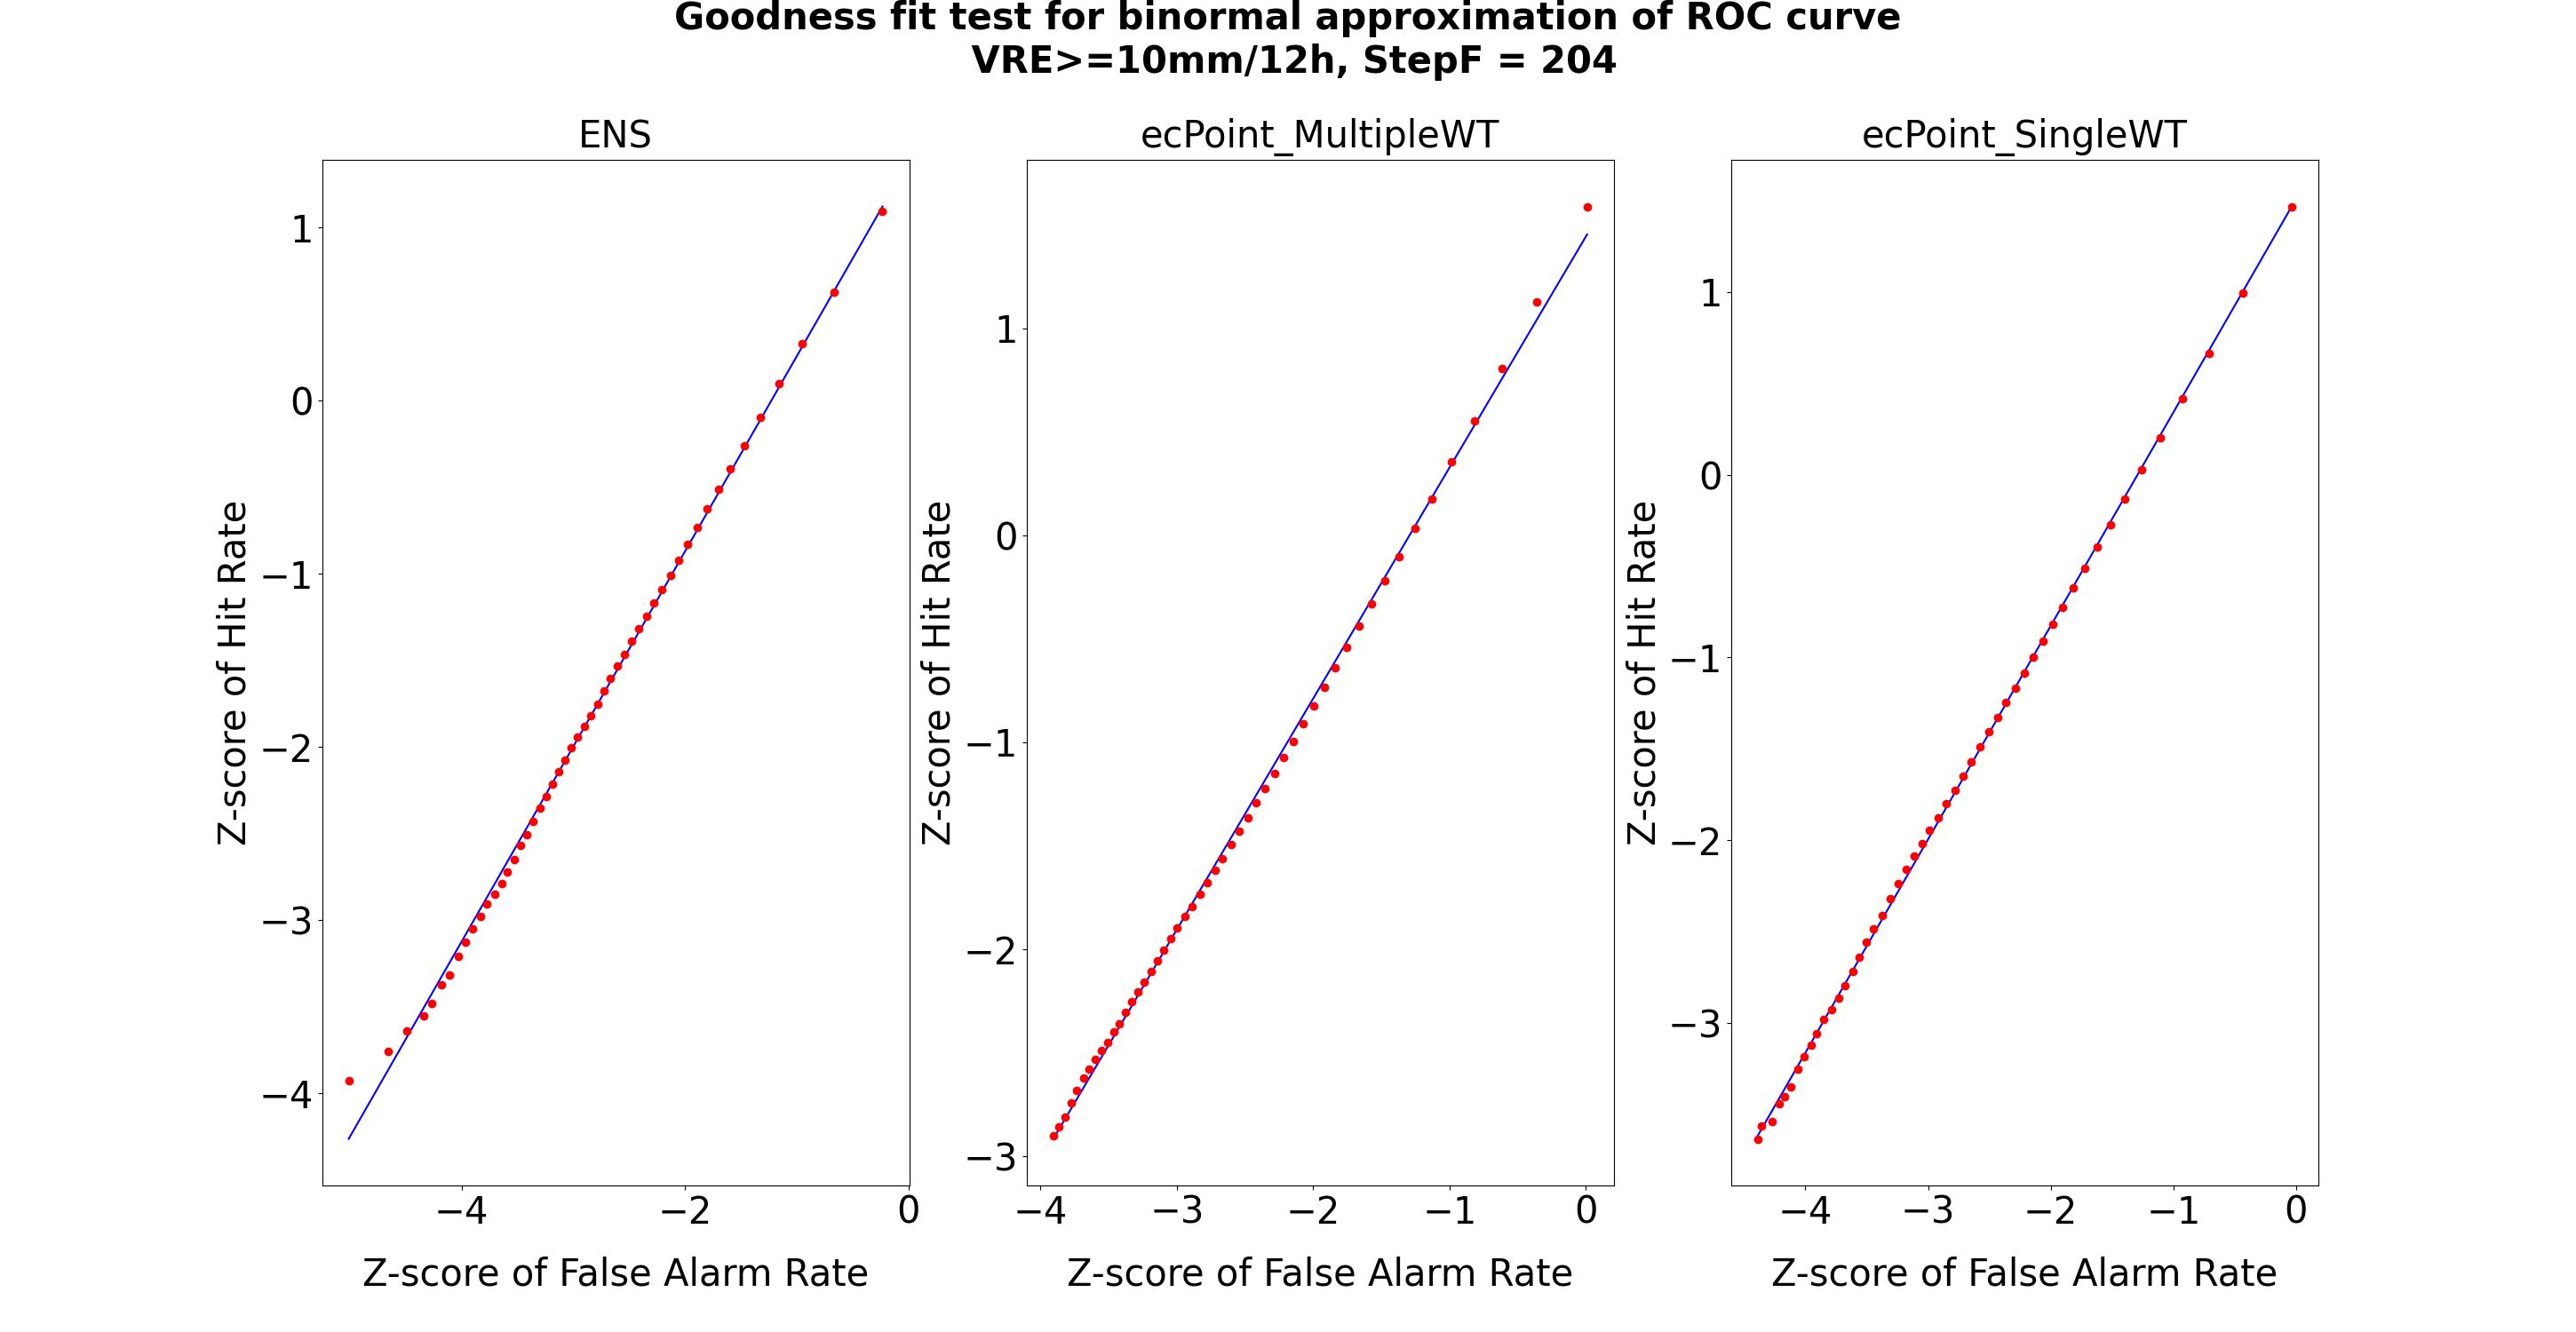 Goodness fit test for binormal approximation of ROC curve
VRE>=10mm/12h, StepF = 204
ENS
Z-score of Hit Rate
1
0
−1
−2
−3
−4
−4 −2 0
Z-score of False Alarm Rate
ecPoint_MultipleWT
Z-score of Hit Rate
1
0
−1
−2
−3
−4 −3 −2 −1 0
Z-score of False Alarm Rate
ecPoint_SingleWT
Z-score of Hit Rate
1
0
−1
−2
−3
−4 −3 −2 −1 0
Z-score of False Alarm Rate